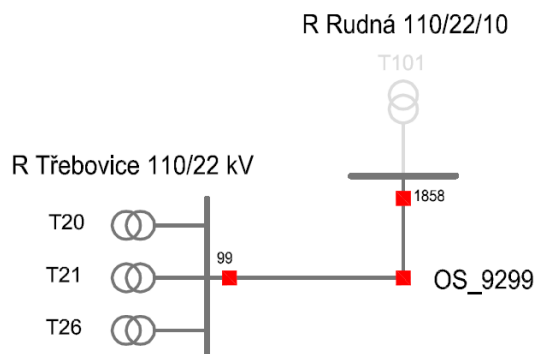 R Rudná 110/22/10
T101
R Třebovice 110/22 kV
1858
T20
99
T21
OS_9299
T26